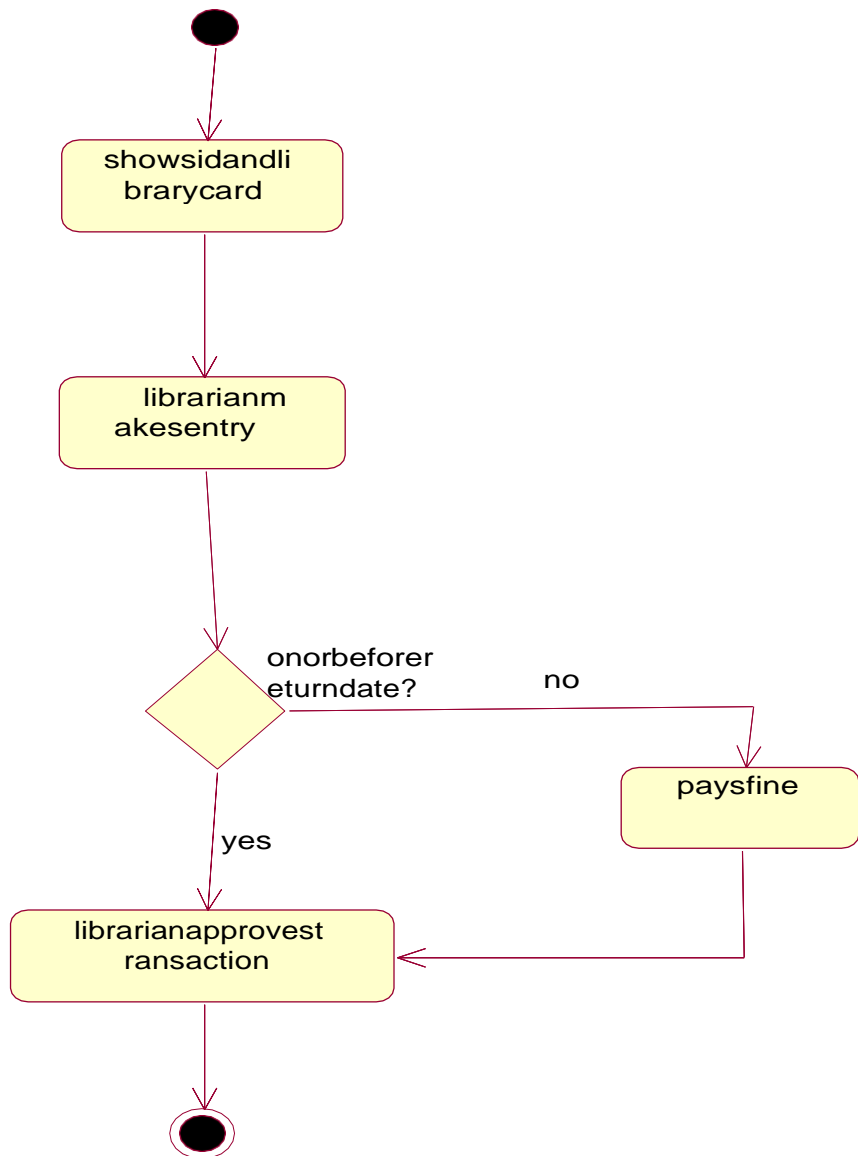 showsidandli
brarycard
librarianm
akesentry
onorbeforer
eturndate?
no
paysfine
yes
librarianapprovest
ransaction